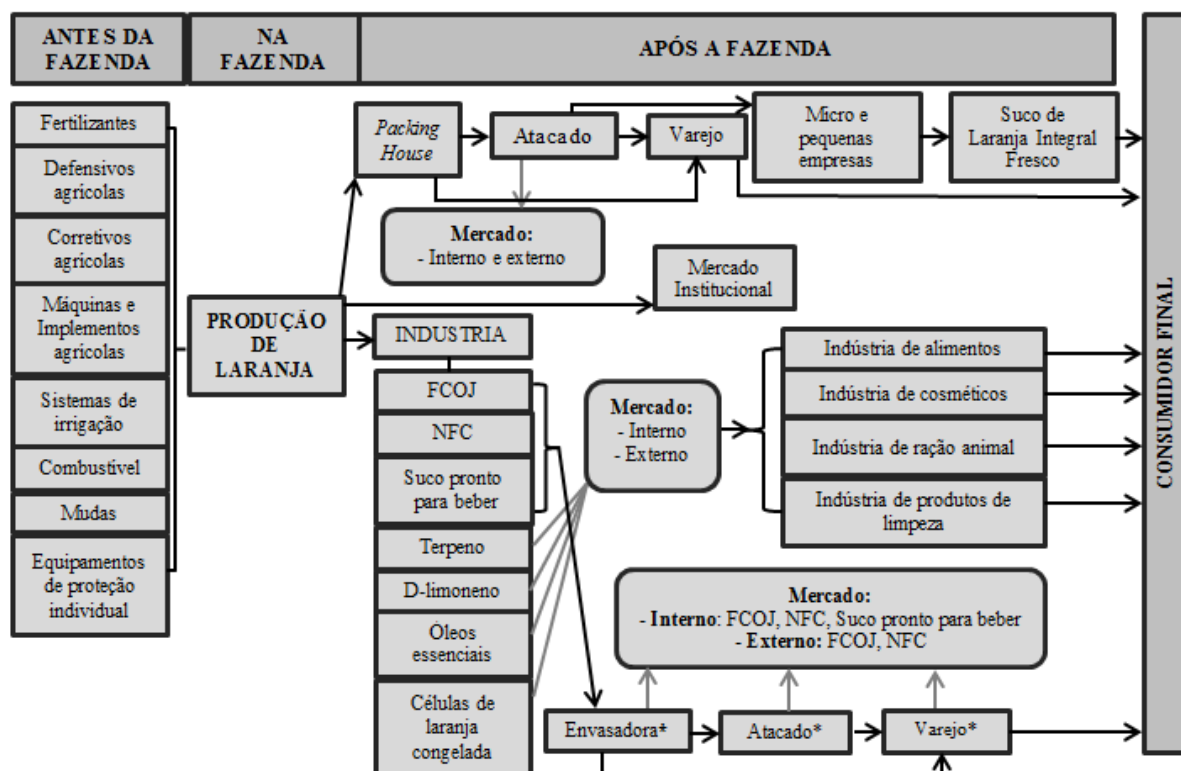 ANTES DA
FAZENDA
NA
FAZENDA
APÓS A FAZENDA
Fertilizantes
Defensivos
agrícolas
Corretivos
agrícolas
Máquinas e
Implementos
agrícolas
Sistemas de
irrigação
Combustível
Mudas
Equipamentos
de proteção
individual
PRODUÇÃO
DE
LARANJA
Packing
House
Atacado
Varejo
Micro e
pequenas
empresas
Suco de
Laranja Integral
Fresco
Mercado:
- Interno e externo
Mercado
Institucional
INDUSTRIA
FCOJ
NFC
Suco pronto
para beber
Terpeno
D-limoneno
Óleos
essenciais
Células de
laranja
congelada
Mercado:
- Interno
- Externo
Indústria de alimentos
Indústria de cosméticos
Indústria de ração animal
Indústria de produtos de
limpeza
Mercado:
- Interno: FCOJ, NFC, Suco pronto para beber
- Externo: FCOJ, NFC
Envasadora*
Atacado*
Varejo*
CONSUMIDOR FINAL